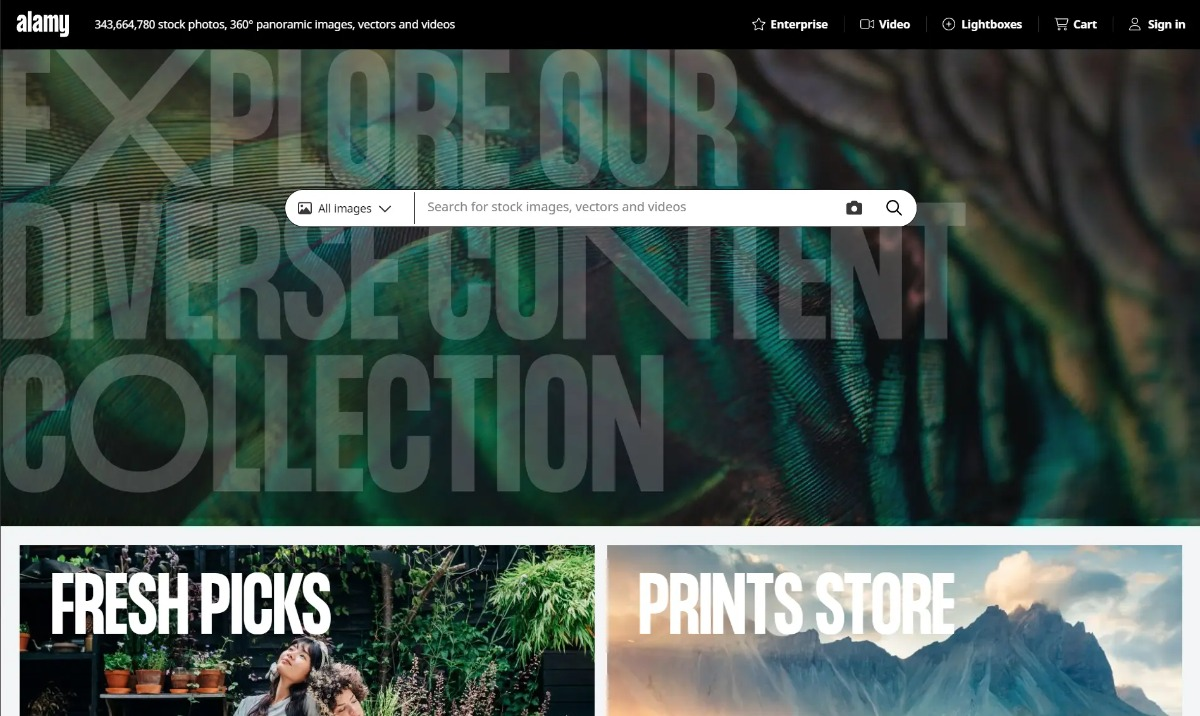 alamy
343,664,780 stock photos, 360° panoramic images, vectors and videos
Enterprise
Video
Lightboxes
Cart
Sign in
EXPLORE OUR
All images
Search for stock images, vectors and videos
DIVERSE CONTENT
COLLECTION
FRESH PICKS
PRINTS STORE